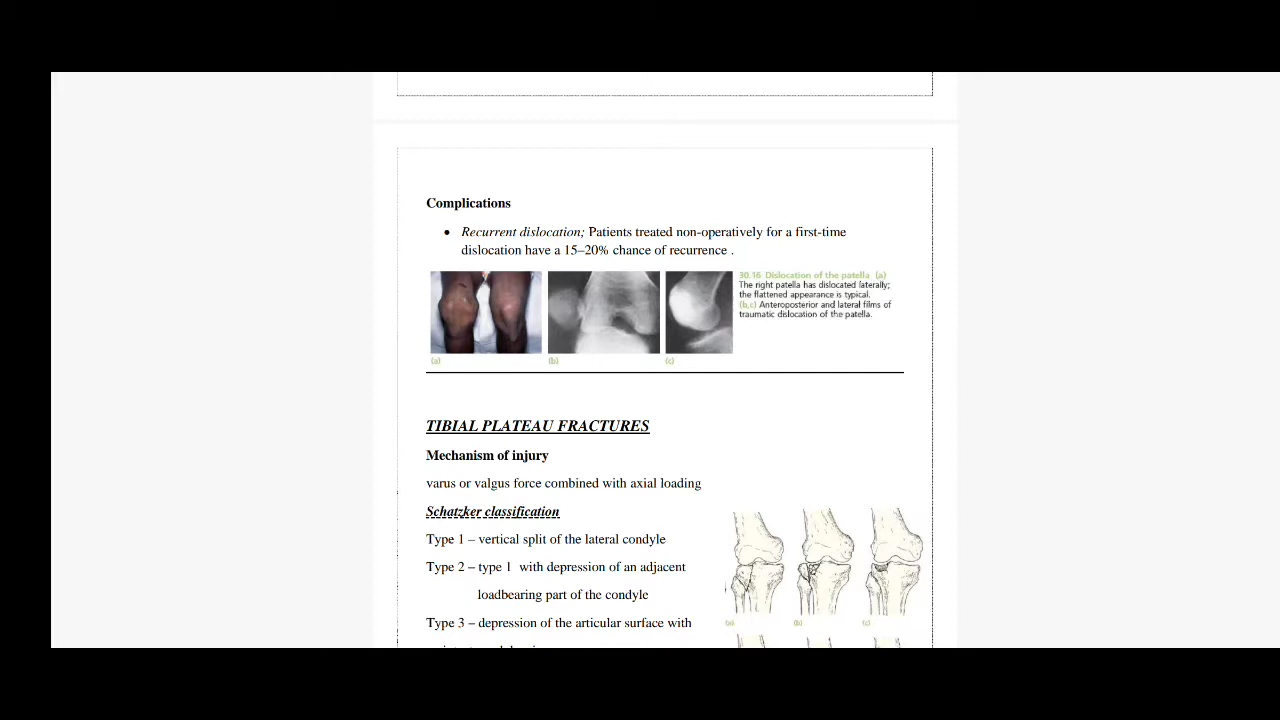 Complications
• Recurrent dislocation; Patients treated non-operatively for a first-time
dislocation have a 15–20% chance of recurrence .
30.16 Dislocation of the patella (a)
The right patella has dislocated laterally;
the flattened appearance is typical.
(b,c) Anteroposterior and lateral films of
traumatic dislocation of the patella.
(a) (b) (c)
TIBIAL PLATEAU FRACTURES
Mechanism of injury
varus or valgus force combined with axial loading
Schatzker classification
Type 1 – vertical split of the lateral condyle
Type 2 – type 1 with depression of an adjacent
loadbearing part of the condyle
Type 3 – depression of the articular surface with
(a) (b) (c)